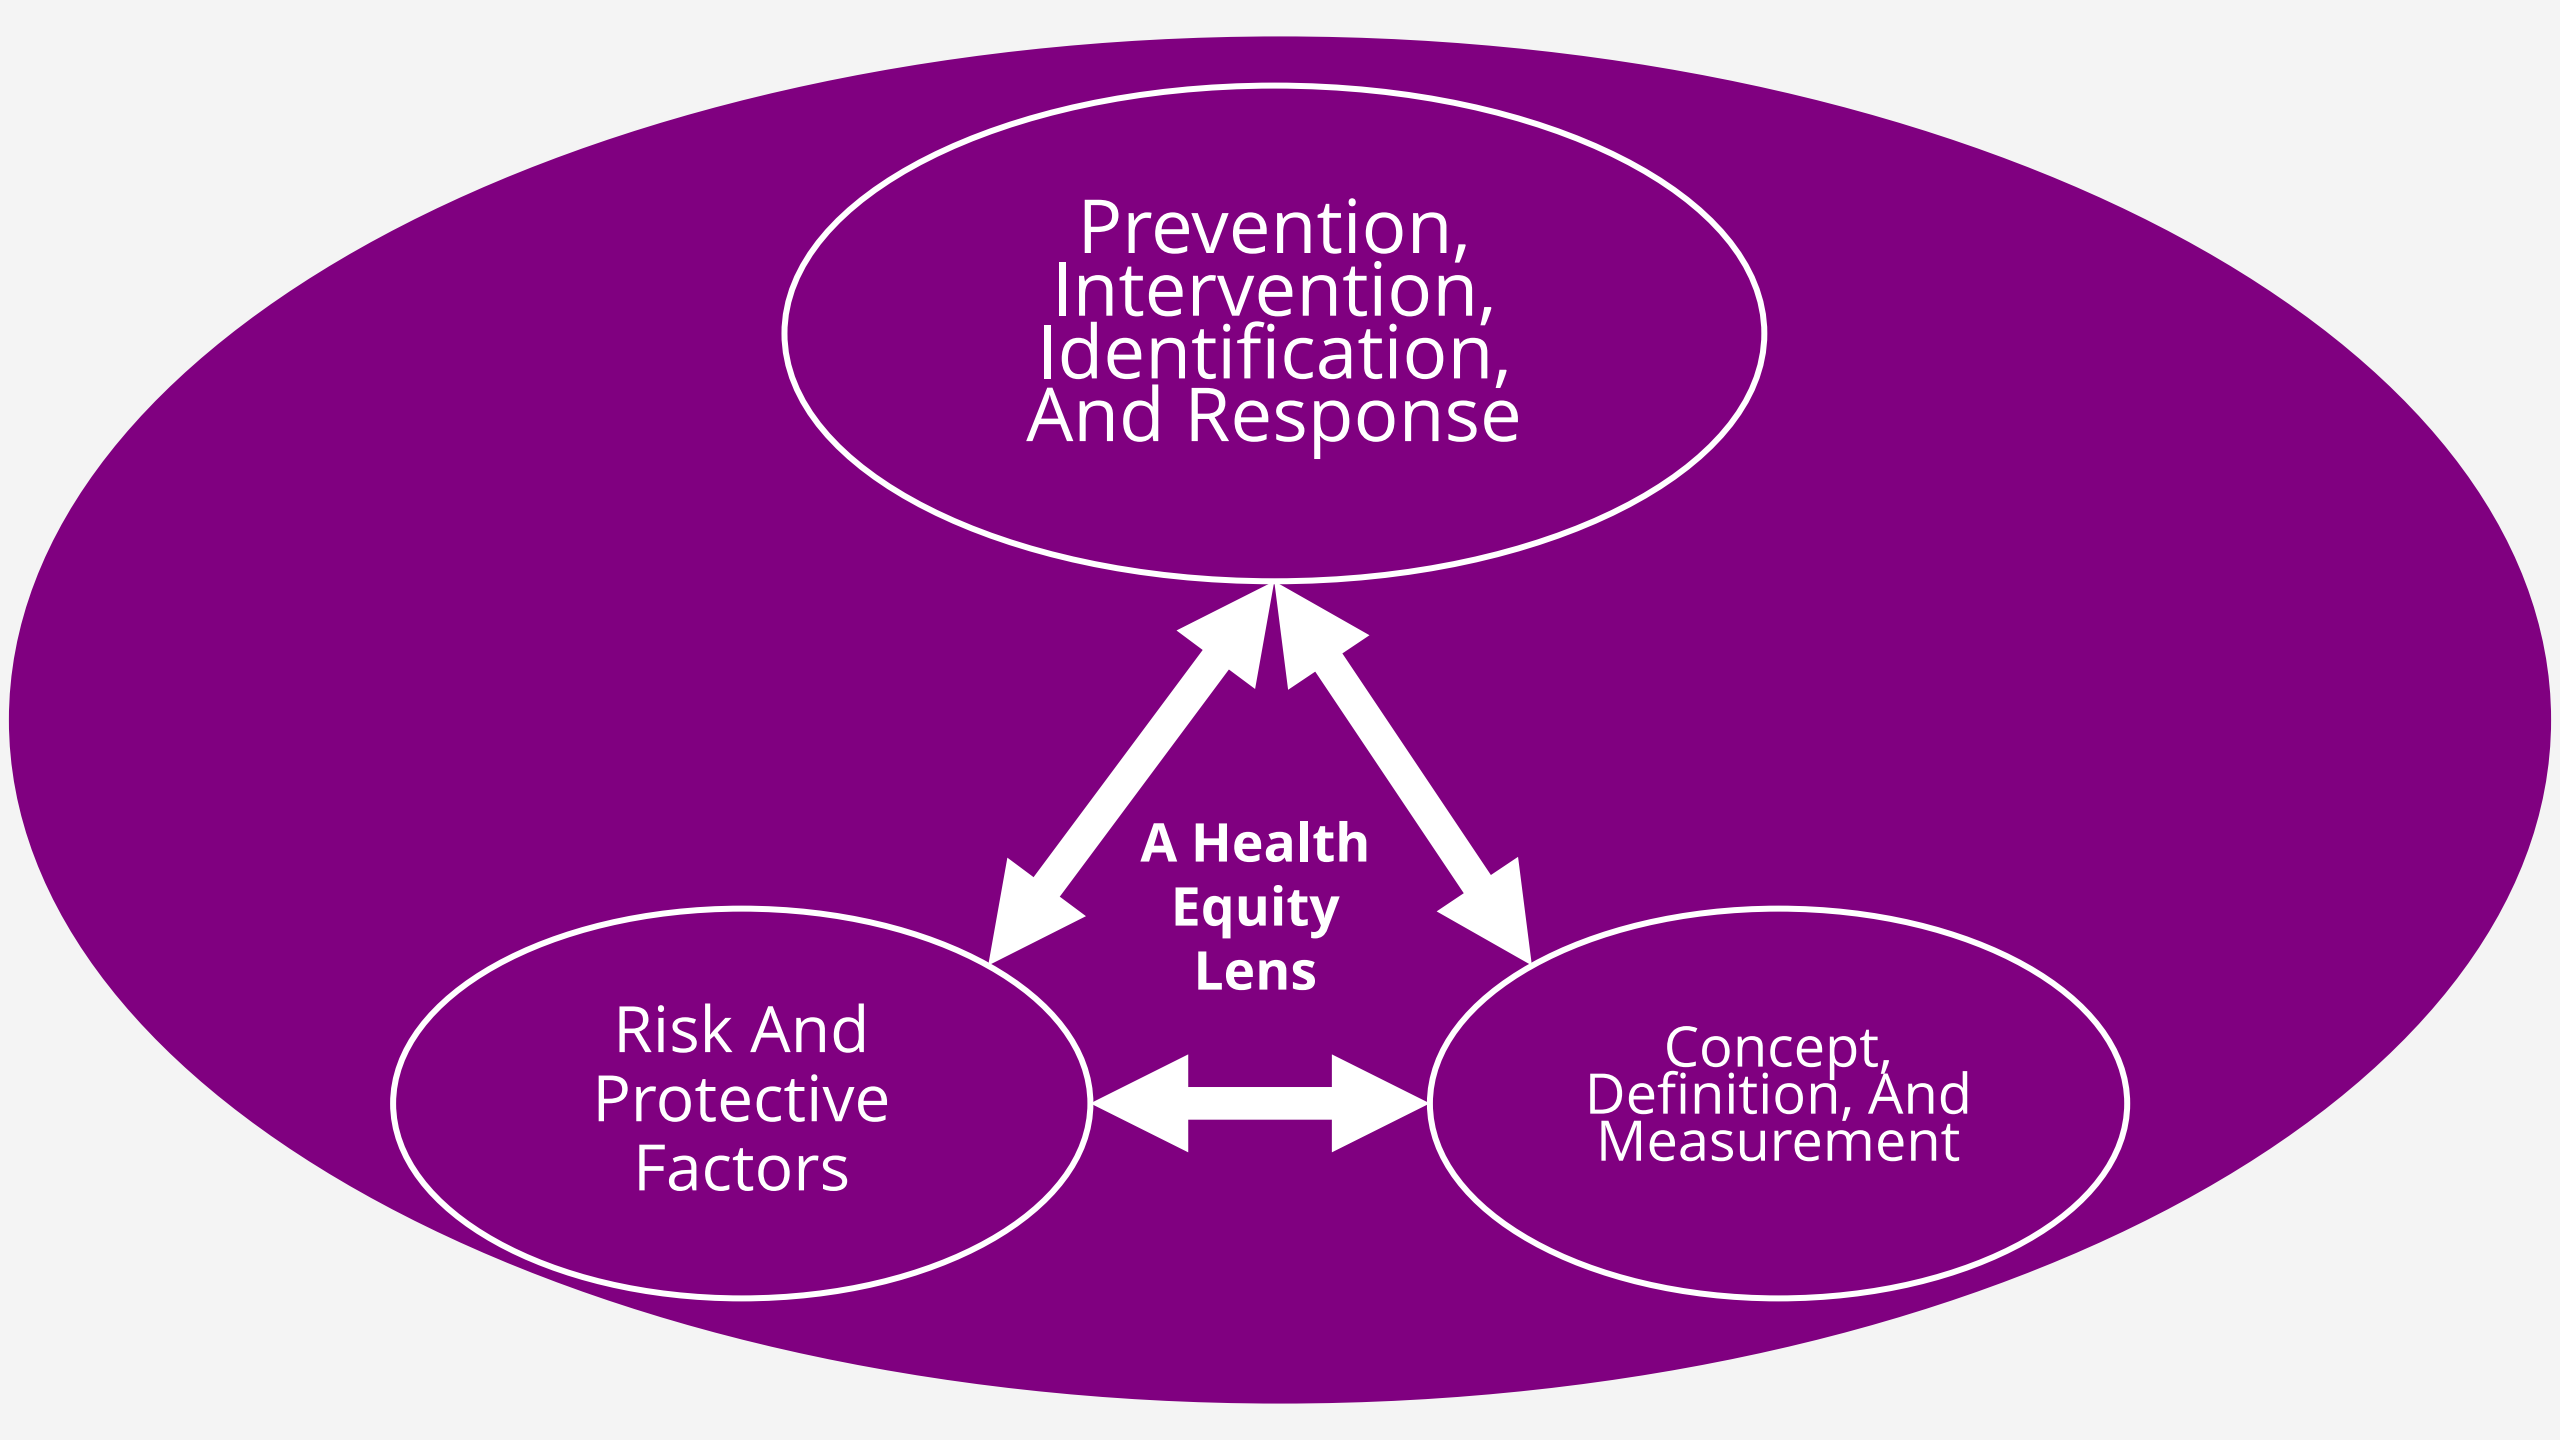 Prevention,
Intervention,
Identification,
And Response
A Health
Equity
Lens
Risk And
Protective
Factors
Concept,
Definition, And
Measurement